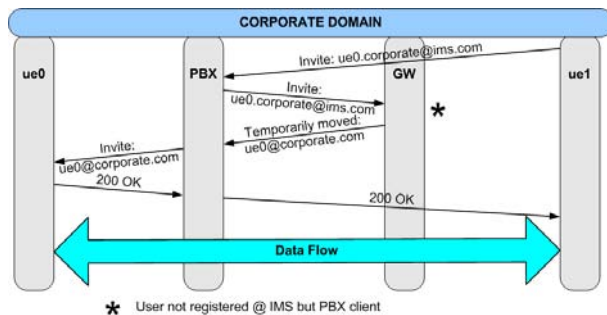 CORPORATE DOMAIN
ue0
PBX
GW
ue1
Invite: ue0.corporate@ims.com
Invite:
ue0.corporate@ims.com
*
Temporarily moved:
ue0@corporate.com
Invite:
ue0@corporate.com
200 OK
200 OK
Data Flow
* User not registered @ IMS but PBX client